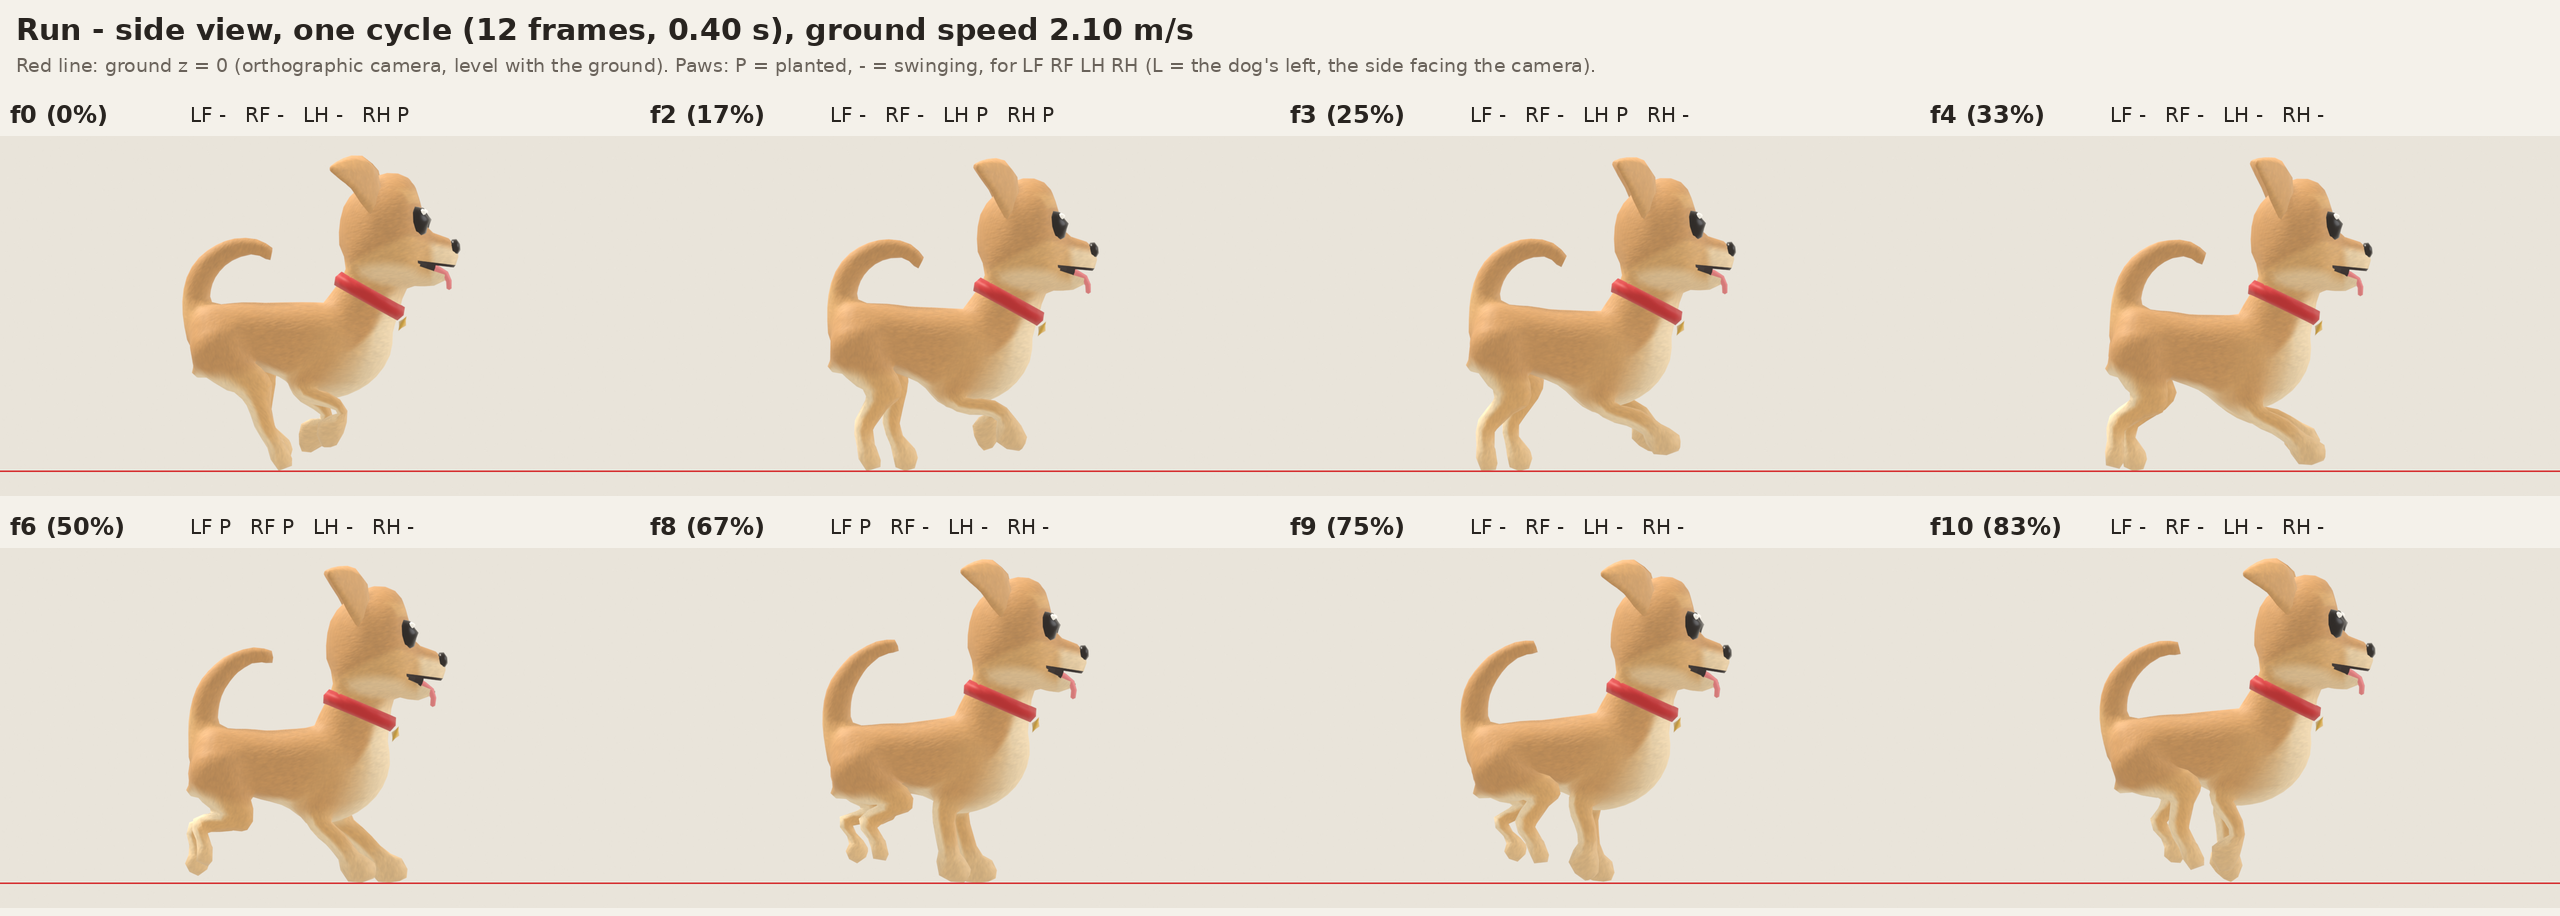 Run - side view, one cycle (12 frames, 0.40 s), ground speed 2.10 m/s
Red line: ground z = 0 (orthographic camera, level with the ground). Paws: P = planted, - = swinging, for LF RF LH RH (L = the dog's left, the side facing the camera).
f0 (0%) LF - RF - LH - RH P
f2 (17%) LF - RF - LH P RH P
f3 (25%) LF - RF - LH P RH -
f4 (33%) LF - RF - LH - RH -
f6 (50%) LF P RF P LH - RH -
f8 (67%) LF P RF - LH - RH -
f9 (75%) LF - RF - LH - RH -
f10 (83%) LF - RF - LH - RH -